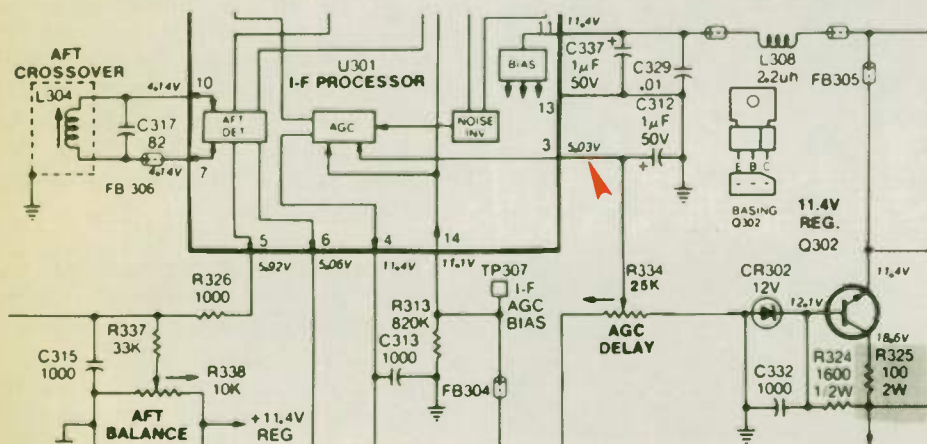 AFT
CROSSOVER
L304
4.14V
10
C317
82
FB 306
4.14V
7
AFT
DET
U301
I-F PROCESSOR
AGC
NOISE
INV
BIAS
11
11.4V
C337
1µF
50V
+
C329
.01
13
C312
1µF
50V
+
3
5.03V
L308
2.2uh
FB305
E B C
BASING
Q302
11.4V
REG.
Q302
11.4V
5
5.92V
6
5.06V
4
11.4V
14
11.1V
TP307
I-F
AGC
BIAS
R326
1000
R337
33K
C315
1000
R338
10K
AFT
BALANCE
+11.4V
REG
R313
820K
C313
1000
FB304
R334
25K
AGC
DELAY
CR302
12V
12.1V
18.6V
C332
1000
R324
1600
1/2W
R325
100
2W